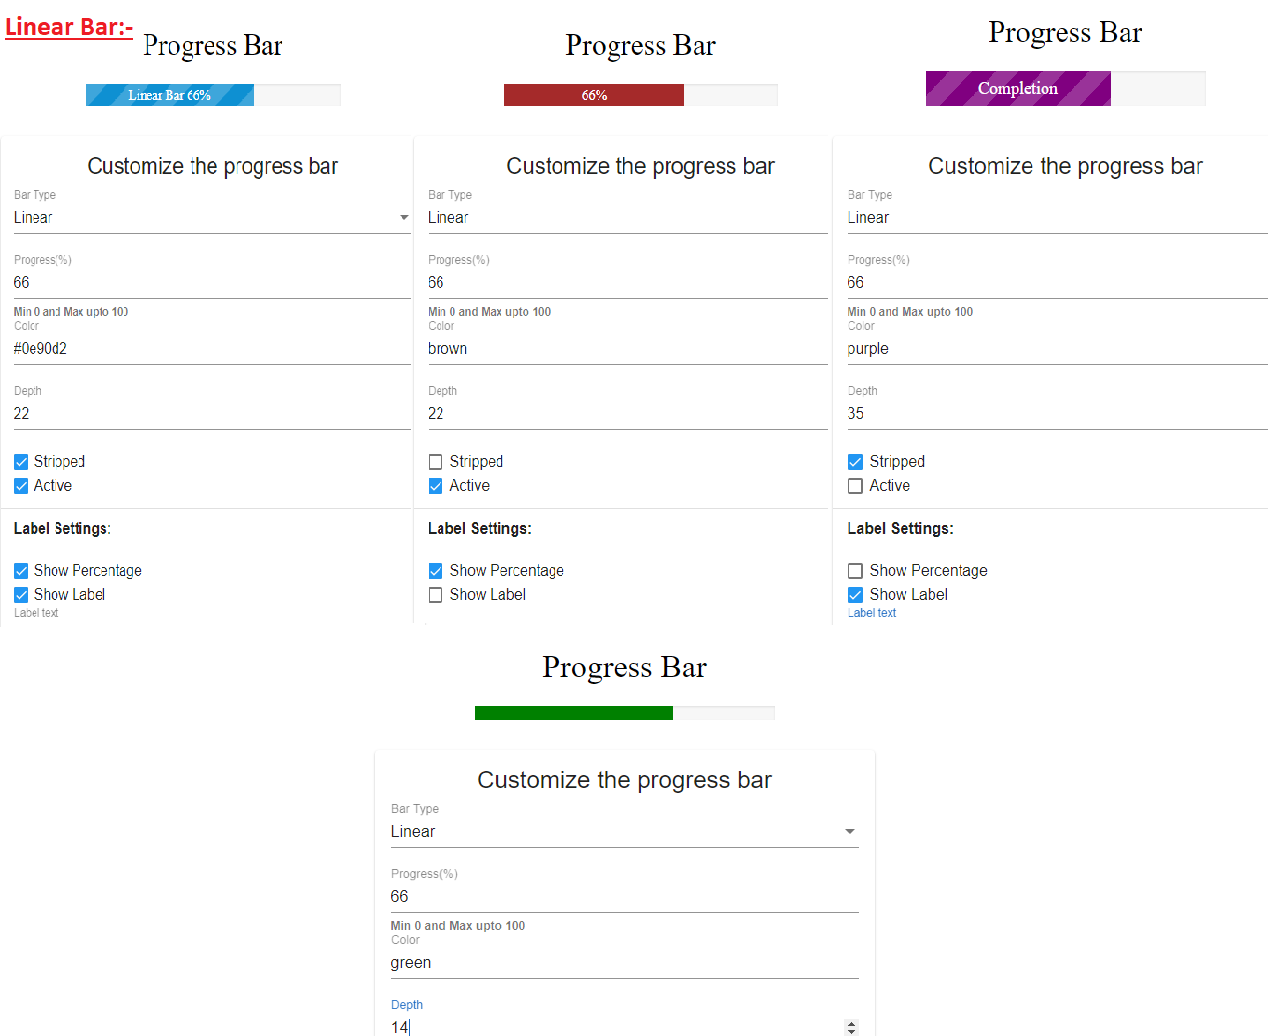 Linear Bar:-
Progress Bar
Linear Bar 66%
Customize the progress bar
Bar Type
Linear
Progress(%)
66
Min 0 and Max upto 100
Color
#0e90d2
Depth
22
Stripped
Active
Label Settings:
Show Percentage
Show Label
Label text
Progress Bar
66%
Customize the progress bar
Bar Type
Linear
Progress(%)
66
Min 0 and Max upto 100
Color
brown
Depth
22
Stripped
Active
Label Settings:
Show Percentage
Show Label
Progress Bar
Completion
Customize the progress bar
Bar Type
Linear
Progress(%)
66
Min 0 and Max upto 100
Color
purple
Depth
35
Stripped
Active
Label Settings:
Show Percentage
Show Label
Label text
Progress Bar
Customize the progress bar
Bar Type
Linear
Progress(%)
66
Min 0 and Max upto 100
Color
green
Depth
14